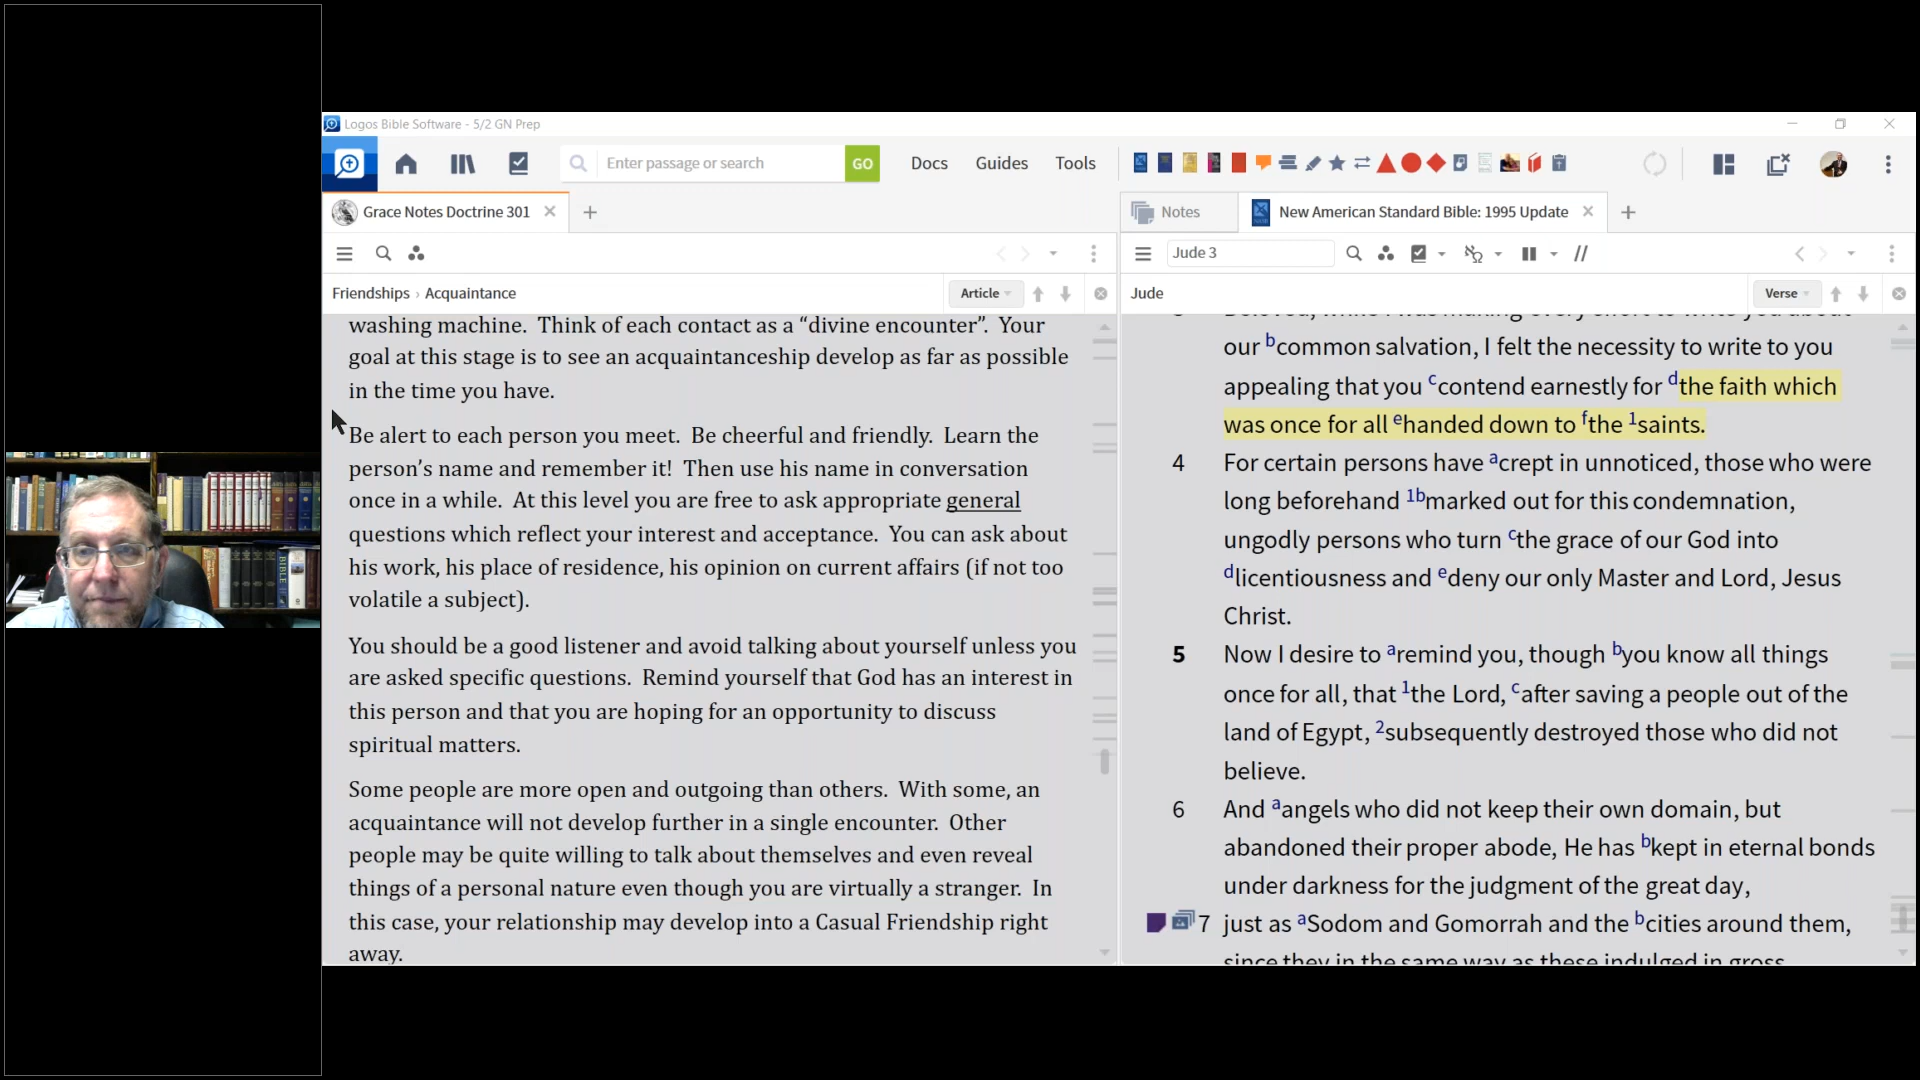 Logos Bible Software - 5/2 GN Prep
Enter passage or search
GO
Docs
Guides
Tools
Grace Notes Doctrine 301
Friendships › Acquaintance
Article
washing machine.  Think of each contact as a “divine encounter”.  Your
goal at this stage is to see an acquaintanceship develop as far as possible
in the time you have.
Be alert to each person you meet.  Be cheerful and friendly.  Learn the
person’s name and remember it!  Then use his name in conversation
once in a while.  At this level you are free to ask appropriate general
questions which reflect your interest and acceptance.  You can ask about
his work, his place of residence, his opinion on current affairs (if not too
volatile a subject).
You should be a good listener and avoid talking about yourself unless you
are asked specific questions.  Remind yourself that God has an interest in
this person and that you are hoping for an opportunity to discuss
spiritual matters.
Some people are more open and outgoing than others.  With some, an
acquaintance will not develop further in a single encounter.  Other
people may be quite willing to talk about themselves and even reveal
things of a personal nature even though you are virtually a stranger.  In
this case, your relationship may develop into a Casual Friendship right
away.
Notes
New American Standard Bible: 1995 Update
Jude 3
Jude
Verse
our bcommon salvation, I felt the necessity to write to you
appealing that you ccontend earnestly for dthe faith which
was once for all ehanded down to fthe 1saints.
4 For certain persons have acrept in unnoticed, those who were
long beforehand 1bmarked out for this condemnation,
ungodly persons who turn cthe grace of our God into
dlicentiousness and edeny our only Master and Lord, Jesus
Christ.
5 Now I desire to aremind you, though byou know all things
once for all, that 1the Lord, cafter saving a people out of the
land of Egypt, 2subsequently destroyed those who did not
believe.
6 And aangels who did not keep their own domain, but
abandoned their proper abode, He has bkept in eternal bonds
under darkness for the judgment of the great day,
7 just as aSodom and Gomorrah and the bcities around them,
since they in the same way as these indulged in gross
BIBLE